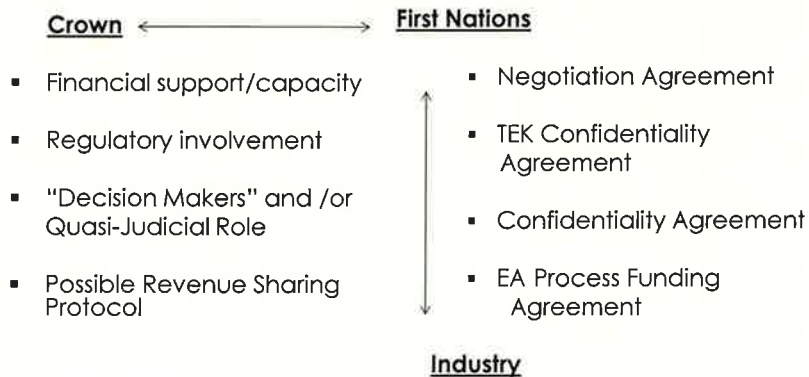 Crown
First Nations
▪ Financial support/capacity
▪ Regulatory involvement
▪ "Decision Makers" and /or
Quasi-Judicial Role
▪ Possible Revenue Sharing
Protocol
▪ Negotiation Agreement
▪ TEK Confidentiality
Agreement
▪ Confidentiality Agreement
▪ EA Process Funding
Agreement
Industry